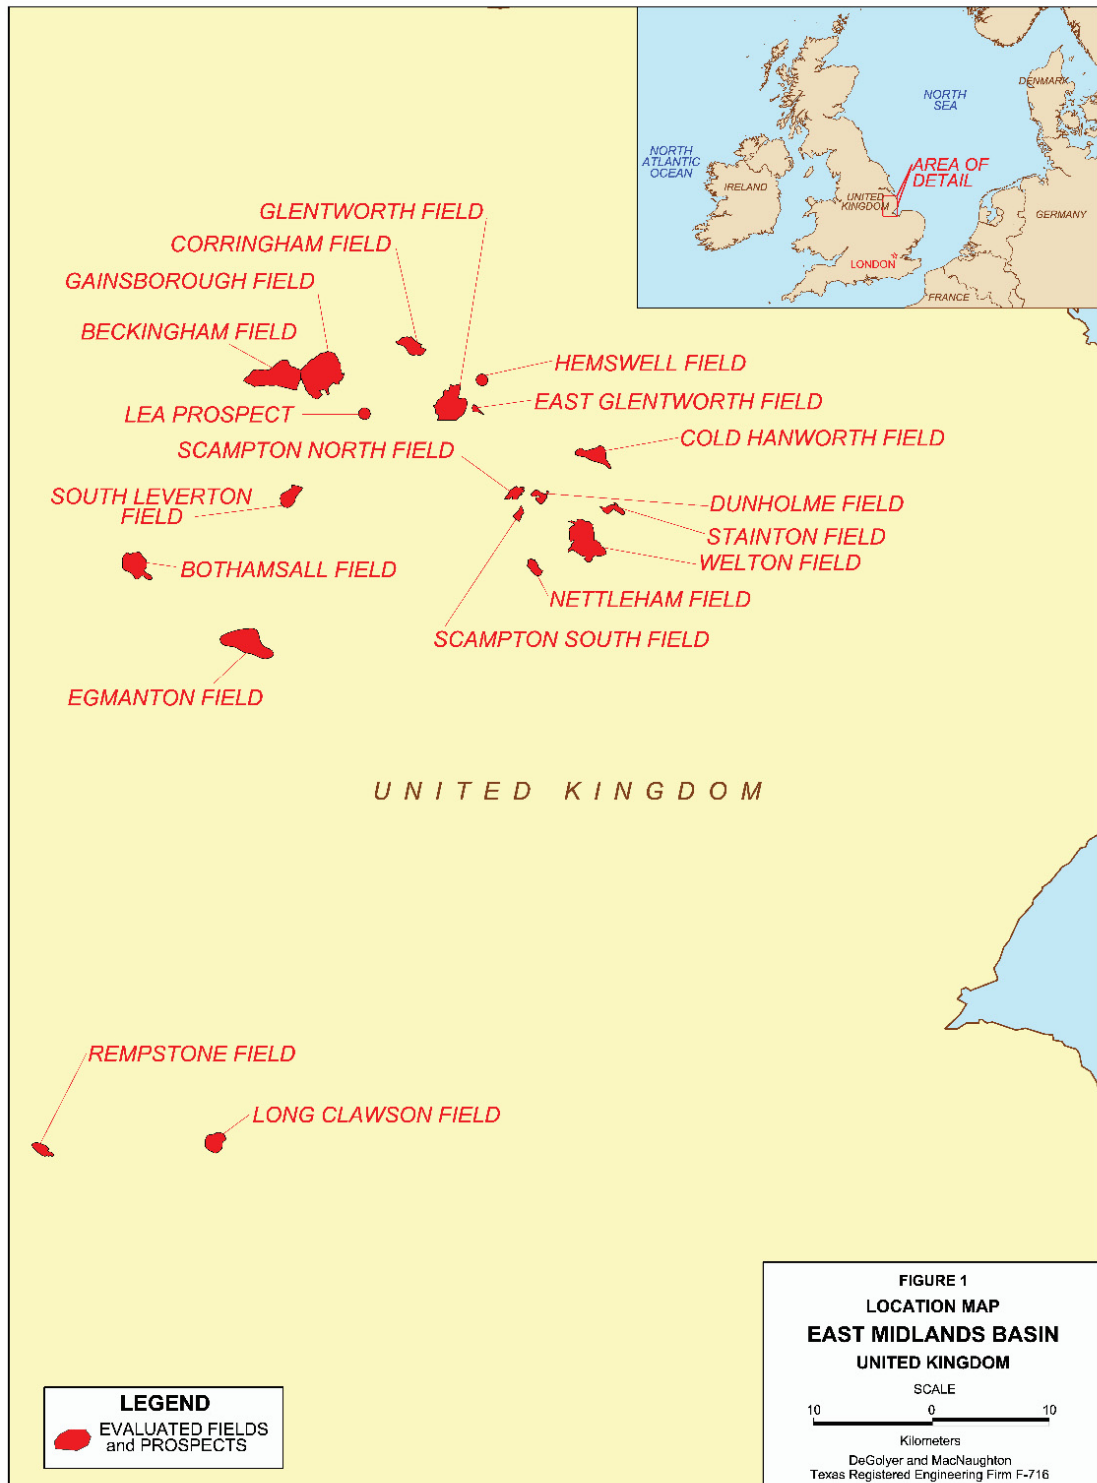 NORTH
SEA
DENMARK
NORTH
ATLANTIC
OCEAN
IRELAND
UNITED
KINGDOM
AREA OF
DETAIL
GERMANY
LONDON
FRANCE
GLENTWORTH FIELD
CORRINGHAM FIELD
GAINSBOROUGH FIELD
BECKINGHAM FIELD
HEMSWELL FIELD
LEA PROSPECT
EAST GLENTWORTH FIELD
COLD HANWORTH FIELD
SCAMPTON NORTH FIELD
SOUTH LEVERTON
FIELD
DUNHOLME FIELD
STAINTON FIELD
WELTON FIELD
BOTHAMSALL FIELD
NETTLEHAM FIELD
SCAMPTON SOUTH FIELD
EGMANTON FIELD
UNITED KINGDOM
REMPSTONE FIELD
LONG CLAWSON FIELD
LEGEND
EVALUATED FIELDS
and PROSPECTS
FIGURE 1
LOCATION MAP
EAST MIDLANDS BASIN
UNITED KINGDOM
SCALE
10 0 10
Kilometers
DeGolyer and MacNaughton
Texas Registered Engineering Firm F-716